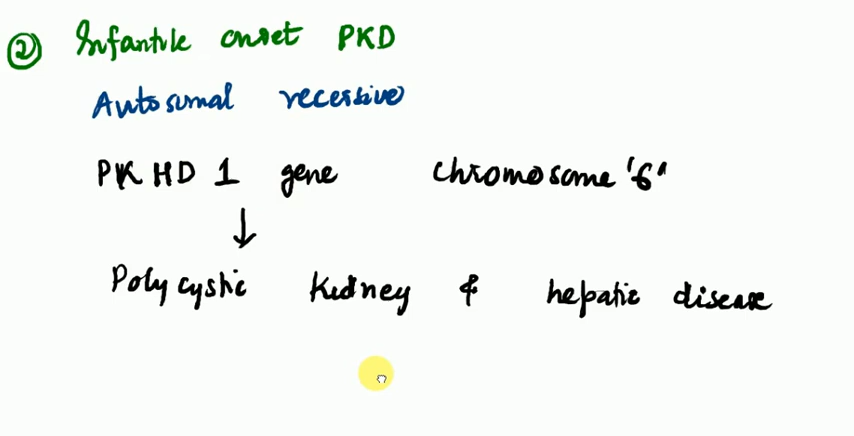 ② Infantile onset PKD
Autosomal recessive
PKHD 1 gene chromosome '6'
↓
Polycystic Kidney & hepatic disease